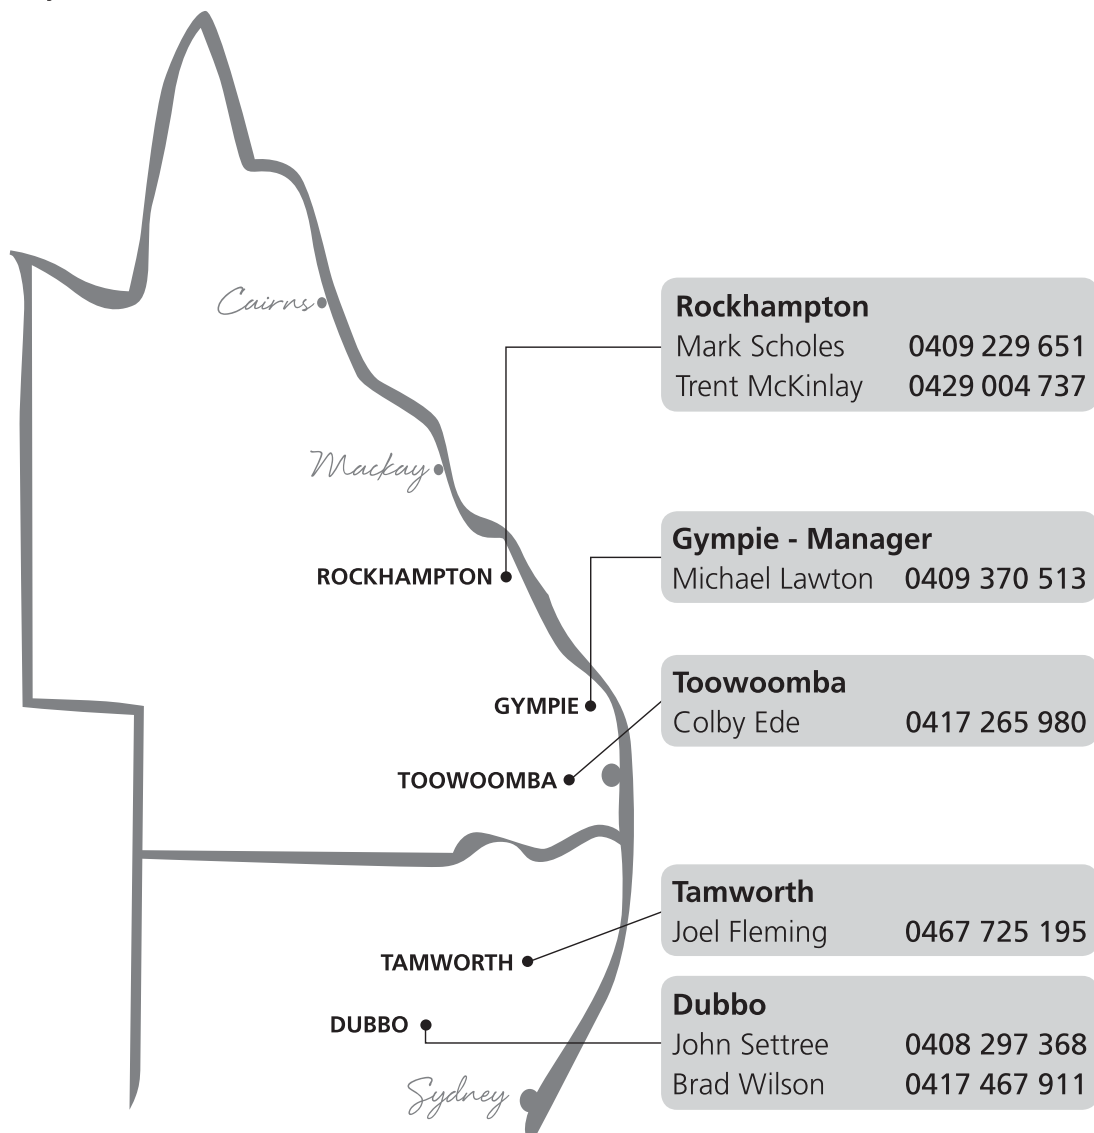 Cairns
Mackay
ROCKHAMPTON
GYMPIE
TOOWOOMBA
TAMWORTH
DUBBO
Sydney
Rockhampton
Mark Scholes 0409 229 651
Trent McKinlay 0429 004 737
Gympie - Manager
Michael Lawton 0409 370 513
Toowoomba
Colby Ede 0417 265 980
Tamworth
Joel Fleming 0467 725 195
Dubbo
John Settree 0408 297 368
Brad Wilson 0417 467 911